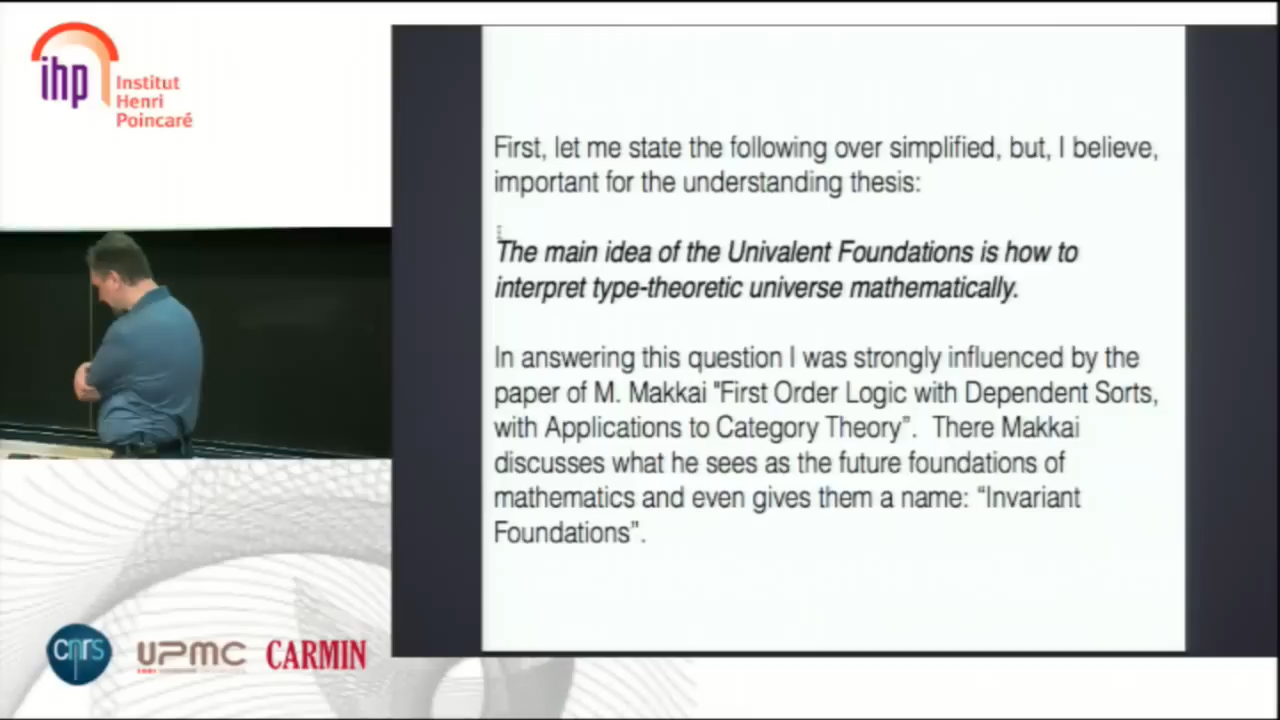 ihp
Institut
Henri
Poincaré
First, let me state the following over simplified, but, I believe,
important for the understanding thesis:
The main idea of the Univalent Foundations is how to
interpret type-theoretic universe mathematically.
In answering this question I was strongly influenced by the
paper of M. Makkai "First Order Logic with Dependent Sorts,
with Applications to Category Theory”. There Makkai
discusses what he sees as the future foundations of
mathematics and even gives them a name: “Invariant
Foundations”.
cnrs
UPMC
CARMIN